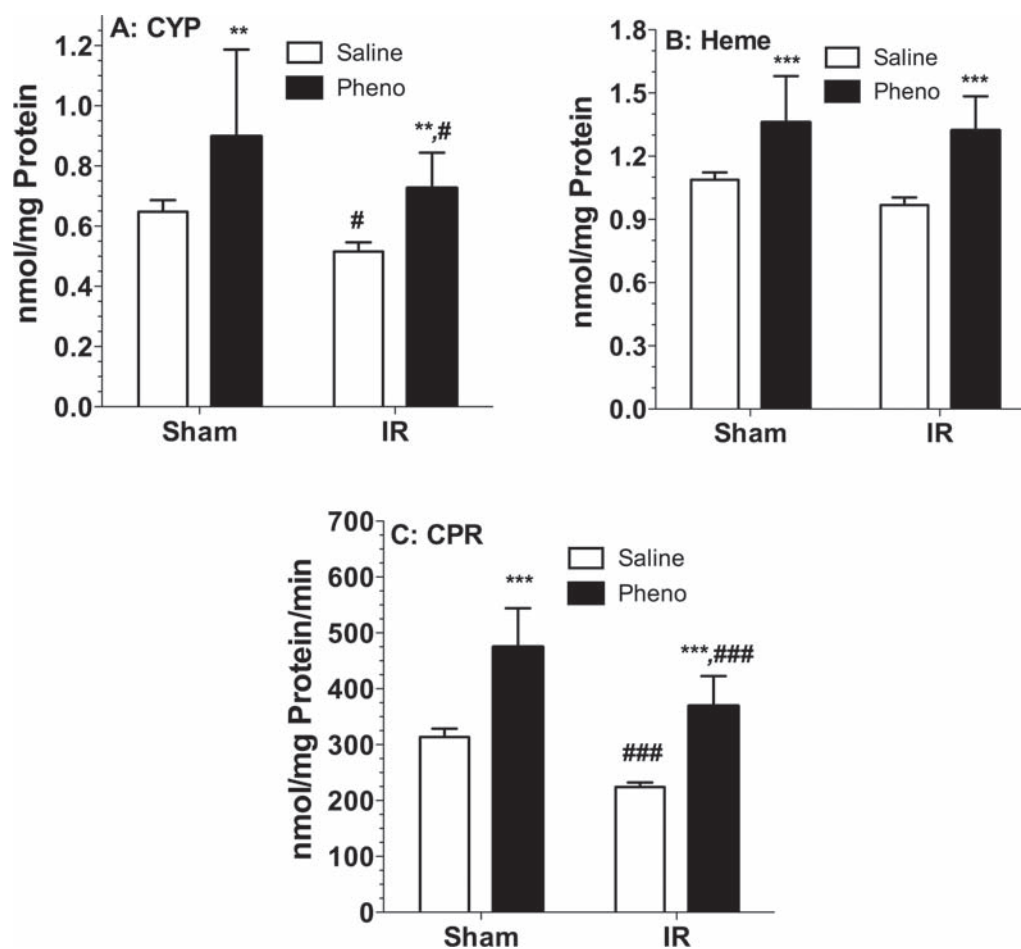 A: CYP
**
Saline
Pheno
**,#
#
nmol/mg Protein
1.2
1.0
0.8
0.6
0.4
0.2
0.0
Sham
IR
B: Heme
Saline
Pheno
***
***
nmol/mg Protein
1.8
1.5
1.2
0.9
0.6
0.3
0.0
Sham
IR
C: CPR
Saline
Pheno
***
***,###
###
nmol/mg Protein/min
700
600
500
400
300
200
100
0
Sham
IR